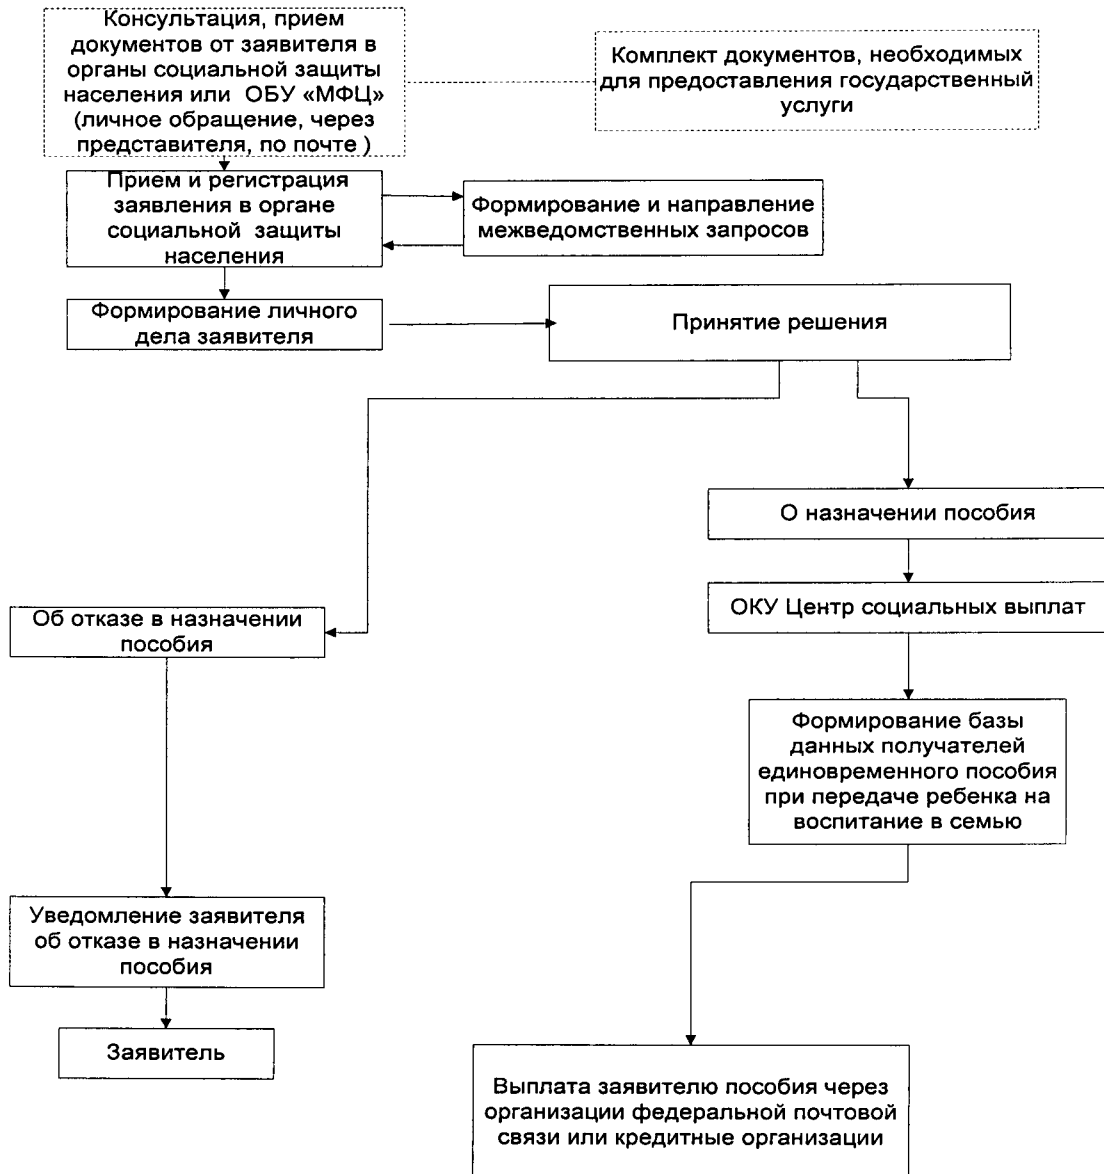 Консультация, прием
документов от заявителя в
органы социальной защиты
населения или ОБУ «МФЦ»
(личное обращение, через
представителя, по почте )
Комплект документов, необходимых
для предоставления государственный
услуги
Прием и регистрация
заявления в органе
социальной защиты
населения
Формирование и направление
межведомственных запросов
Формирование личного
дела заявителя
Принятие решения
О назначении пособия
ОКУ Центр социальных выплат
Об отказе в назначении
пособия
Формирование базы
данных получателей
единовременного пособия
при передаче ребенка на
воспитание в семью
Уведомление заявителя
об отказе в назначении
пособия
Заявитель
Выплата заявителю пособия через
организации федеральной почтовой
связи или кредитные организации